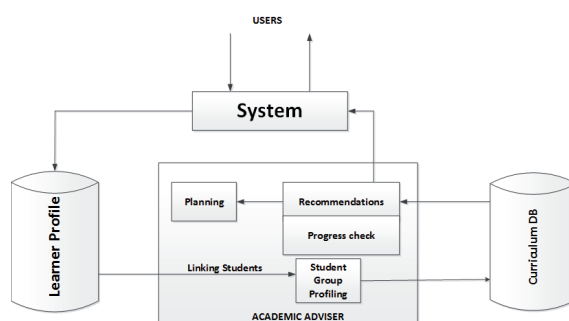 USERS
System
Learner Profile
Planning
Recommendations
Progress check
Curriculum DB
Linking Students
Student
Group
Profiling
ACADEMIC ADVISER